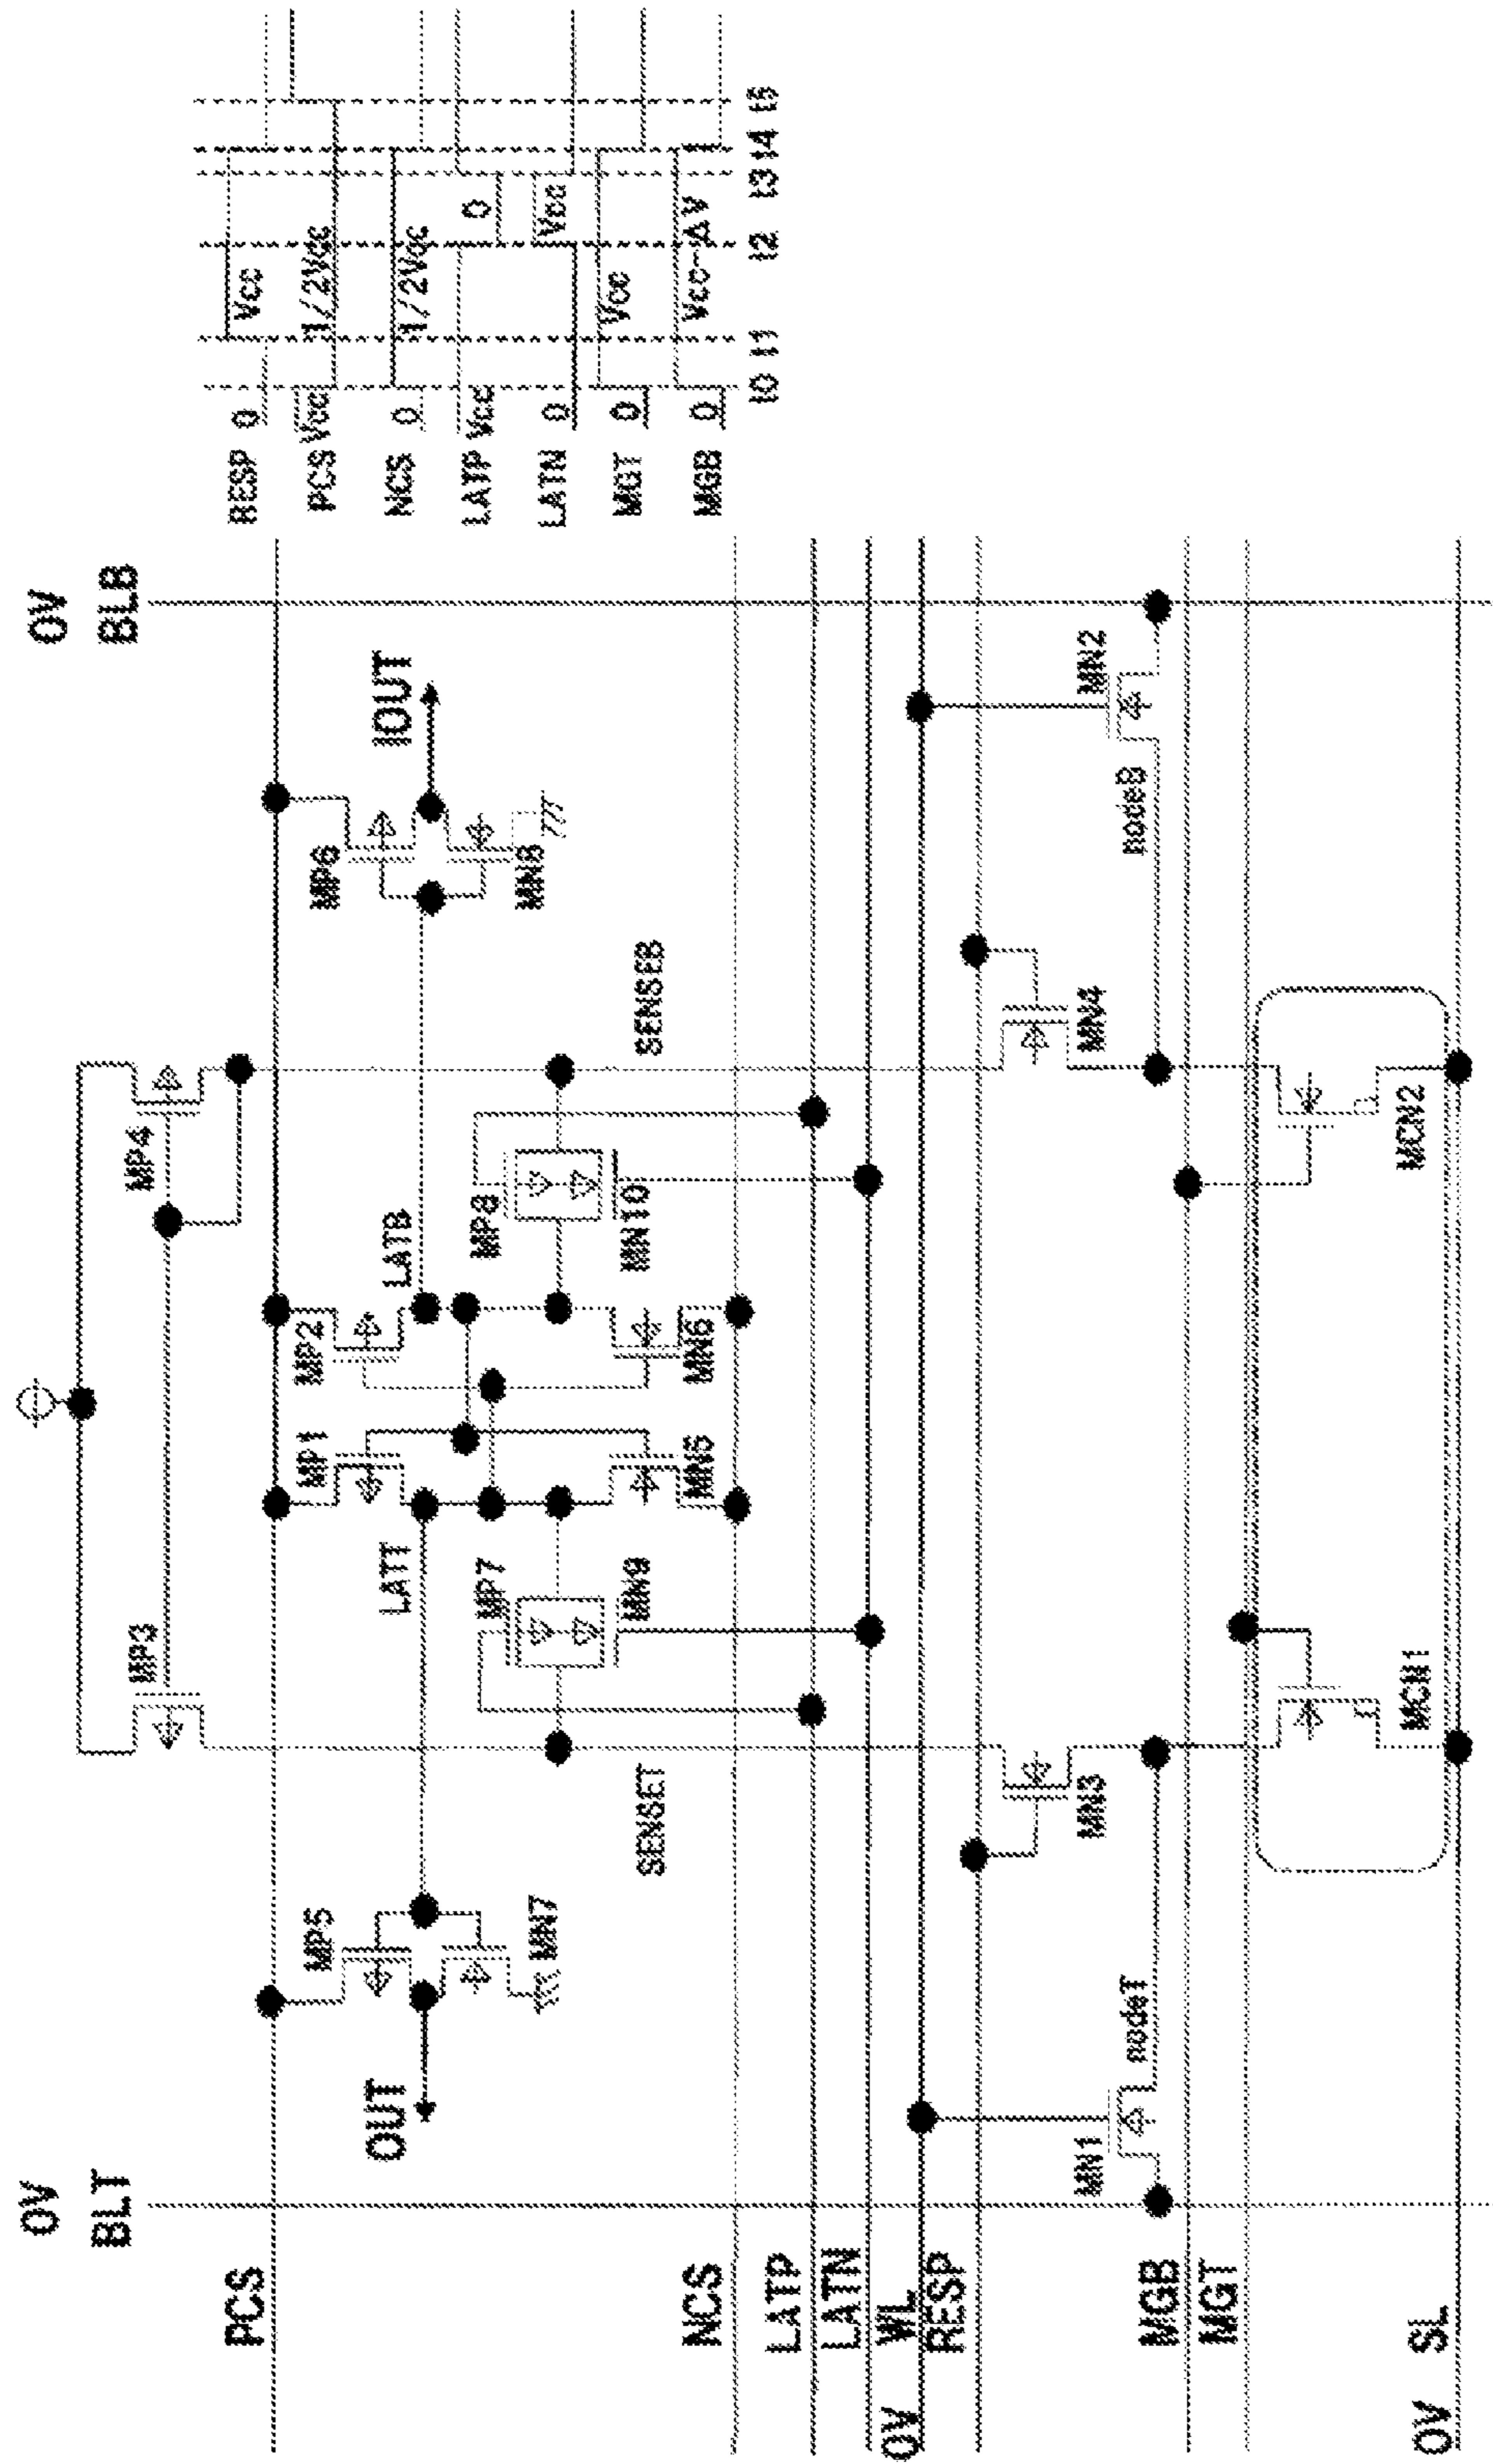 0V
BLT
0V
BLB
PCS
NCS
LATP
LATN
0V WL
RESP
MGB
MGT
0V SL
MP3
MP4
MP5
MN7
OUT
MP1
MP2
MN5
MN6
LATT
LATB
MP6
MN8
IOUT
MP7
MN9
MP8
MN10
SENSET
SENSEB
MN3
MN4
MN1
nodeT
MN2
nodeB
MCN1
MCN2
RESP 0 Vcc
PCS Vcc 1/2Vcc
NCS 0 1/2Vcc
LATP Vcc 0
LATN 0 Vcc
MGT 0 Vcc
MGB 0 Vcc-ΔV
t0 t1 t2 t3 t4 t5